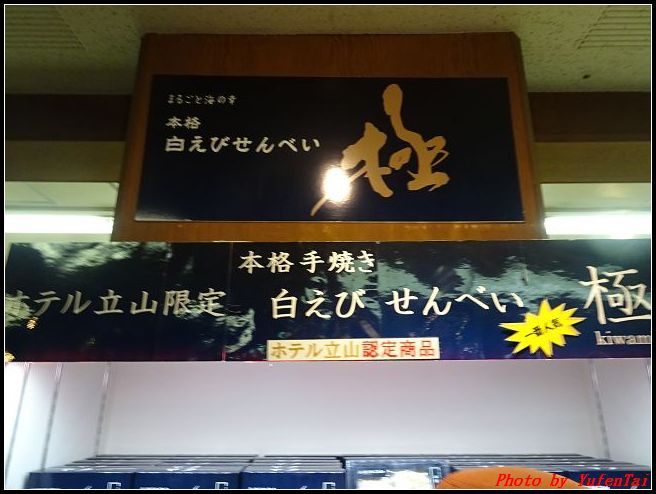 まるごと海の幸
本格
白えびせんべい
極
本格手焼き
ホテル立山限定
白えび せんべい
一番人気
極
kiwam
ホテル立山認定商品
Photo by YufenTai